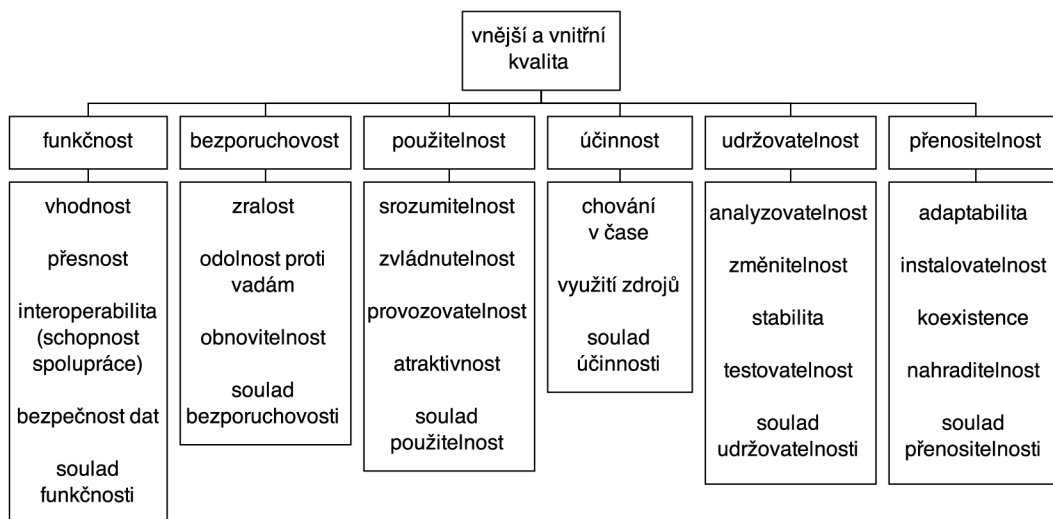 vnější a vnitřní
kvalita
funkčnost
bezporuchovost
použitelnost
účinnost
udržovatelnost
přenositelnost
vhodnost
přesnost
interoperabilita
(schopnost
spolupráce)
bezpečnost dat
soulad
funkčnosti
zralost
odolnost proti
vadám
obnovitelnost
soulad
bezporuchovosti
srozumitelnost
zvládnutelnost
provozovatelnost
atraktivnost
soulad
použitelnost
chování
v čase
využití zdrojů
soulad
účinnosti
analyzovatelnost
změnitelnost
stabilita
testovatelnost
soulad
udržovatelnosti
adaptabilita
instalovatelnost
koexistence
nahraditelnost
soulad
přenositelnosti